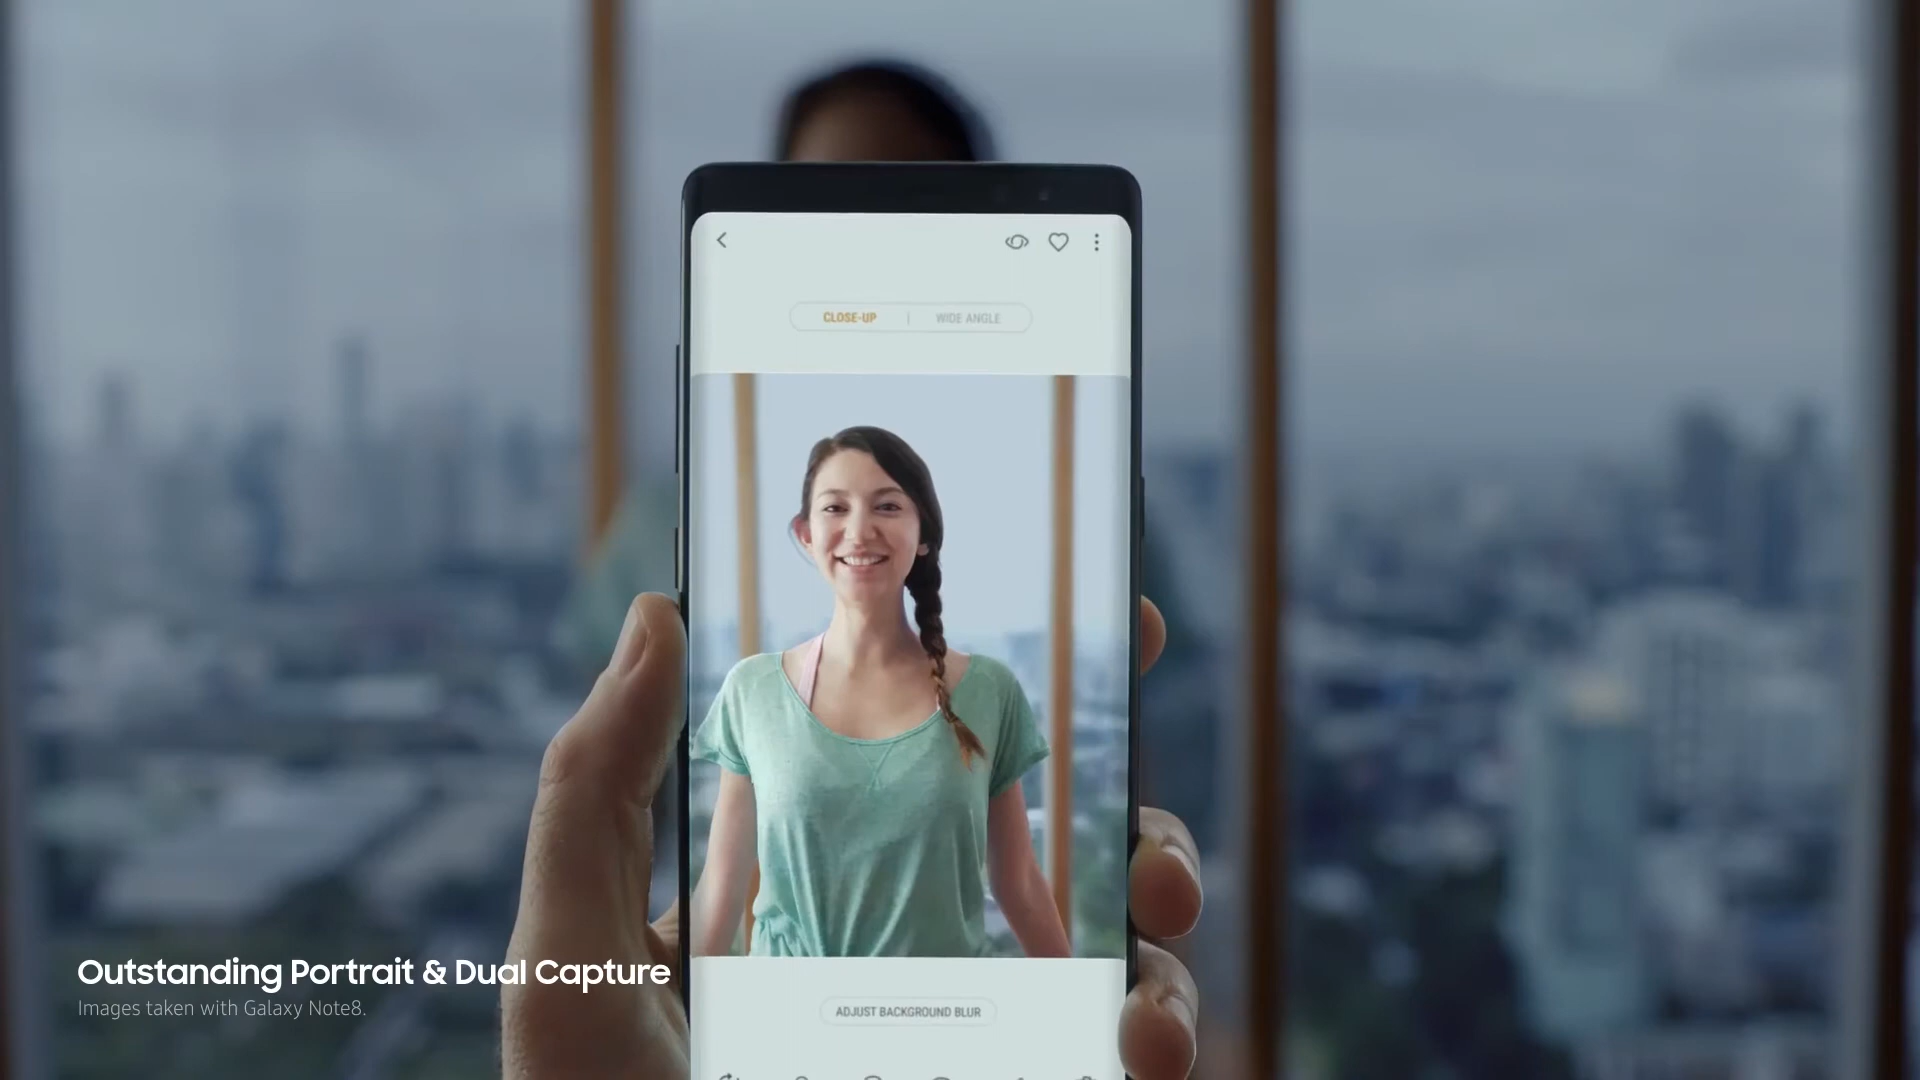 CLOSE-UP | WIDE ANGLE
Outstanding Portrait & Dual Capture
Images taken with Galaxy Note8.
ADJUST BACKGROUND BLUR